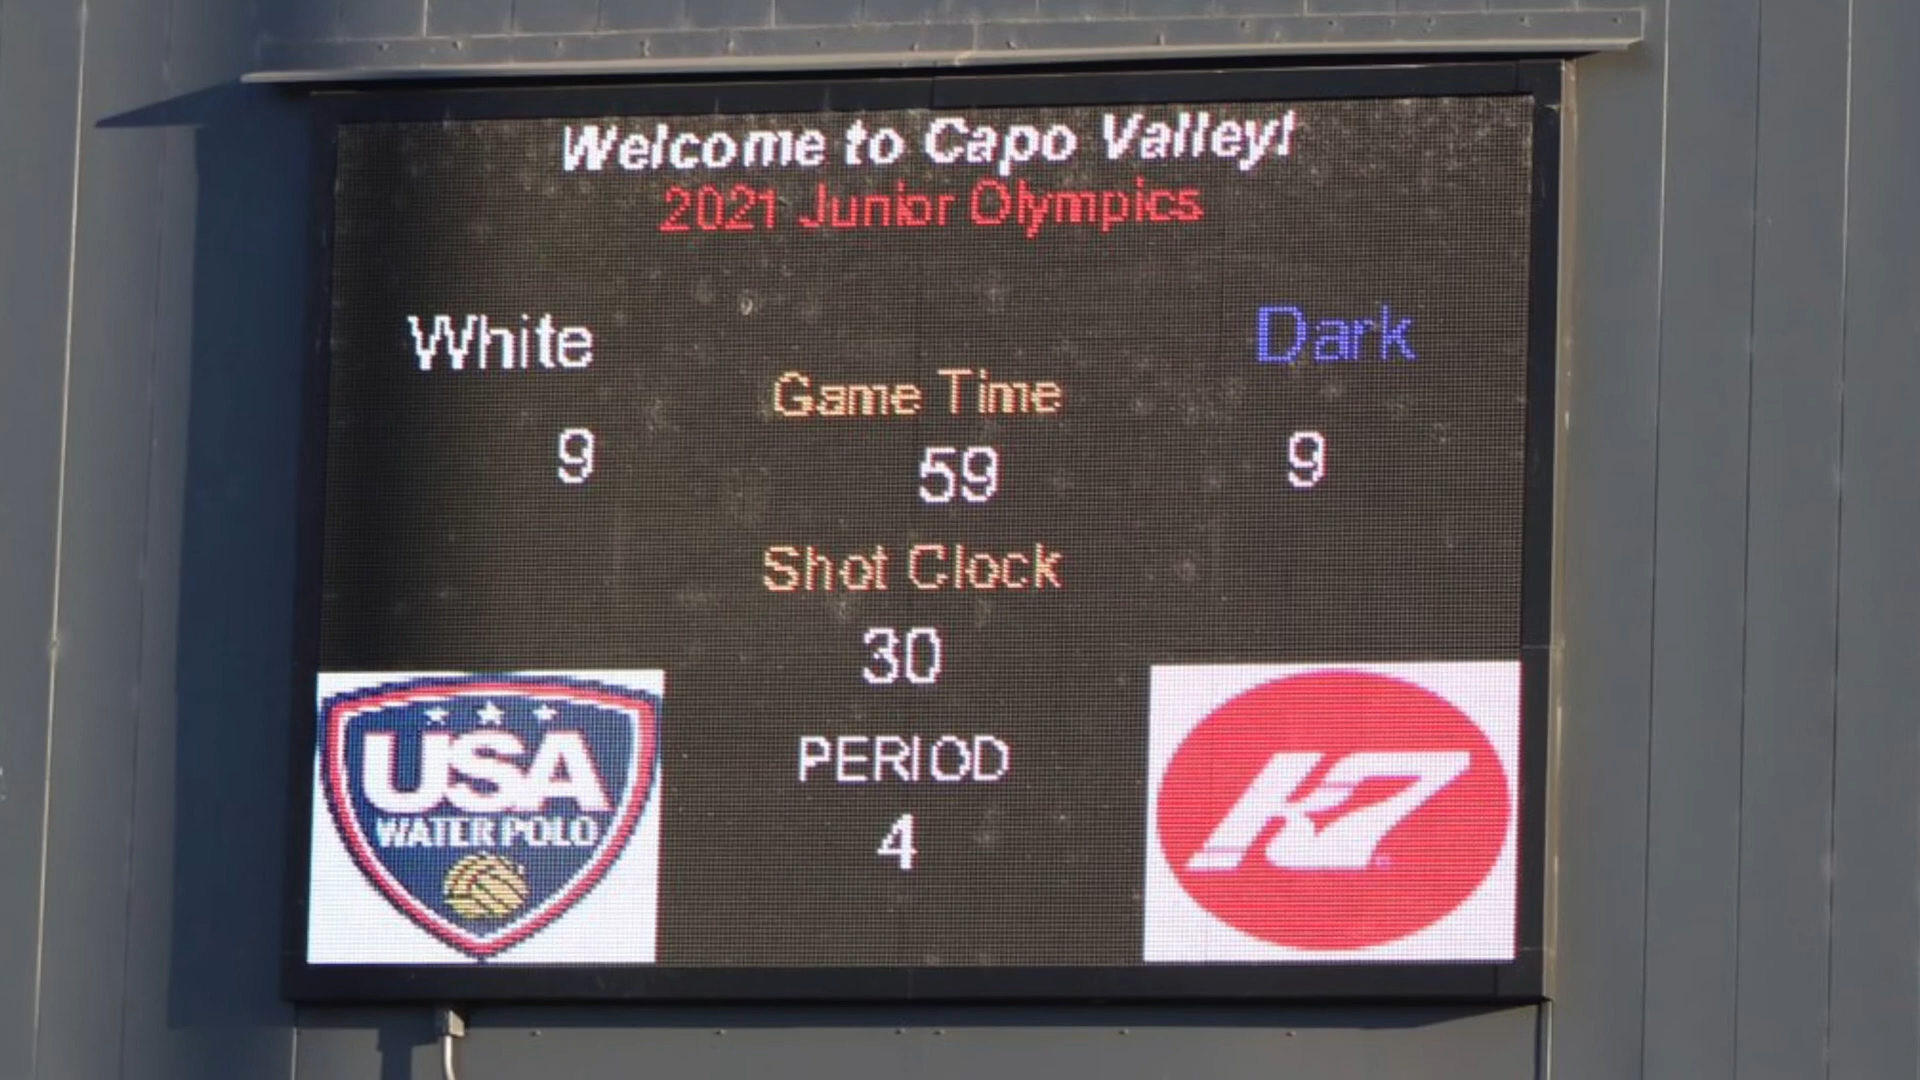 Welcome to Capo Valley!
2021 Junior Olympics
White
Dark
Game Time
9
59
9
Shot Clock
30
PERIOD
4
USA
WATER POLO
K7